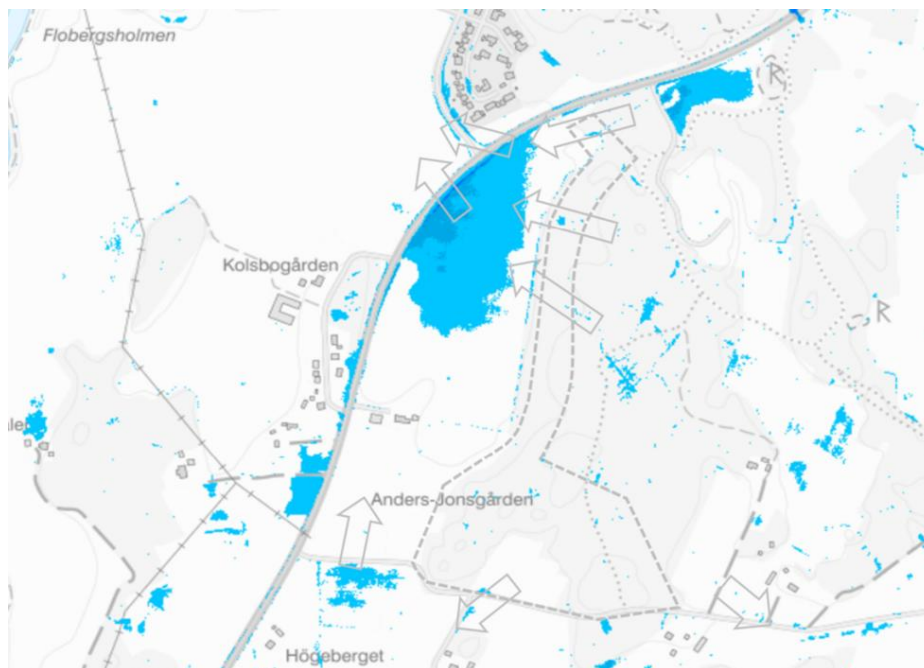 Flobergsholmen
R
Kolsbogården
R
Anders-Jonsgården
Högeberget